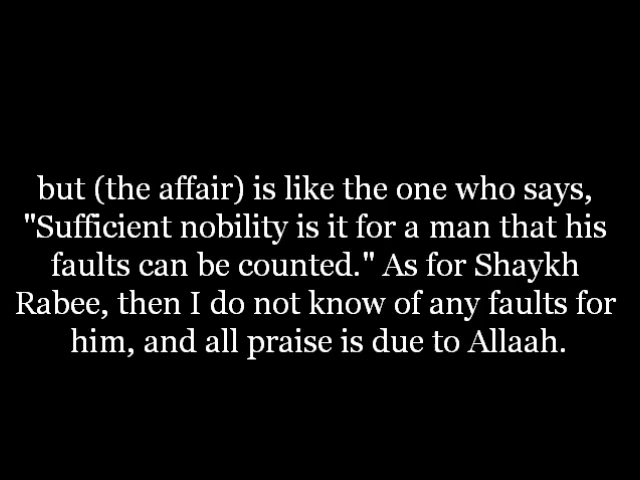 but (the affair) is like the one who says,
"Sufficient nobility is it for a man that his
faults can be counted." As for Shaykh
Rabee, then I do not know of any faults for
him, and all praise is due to Allaah.